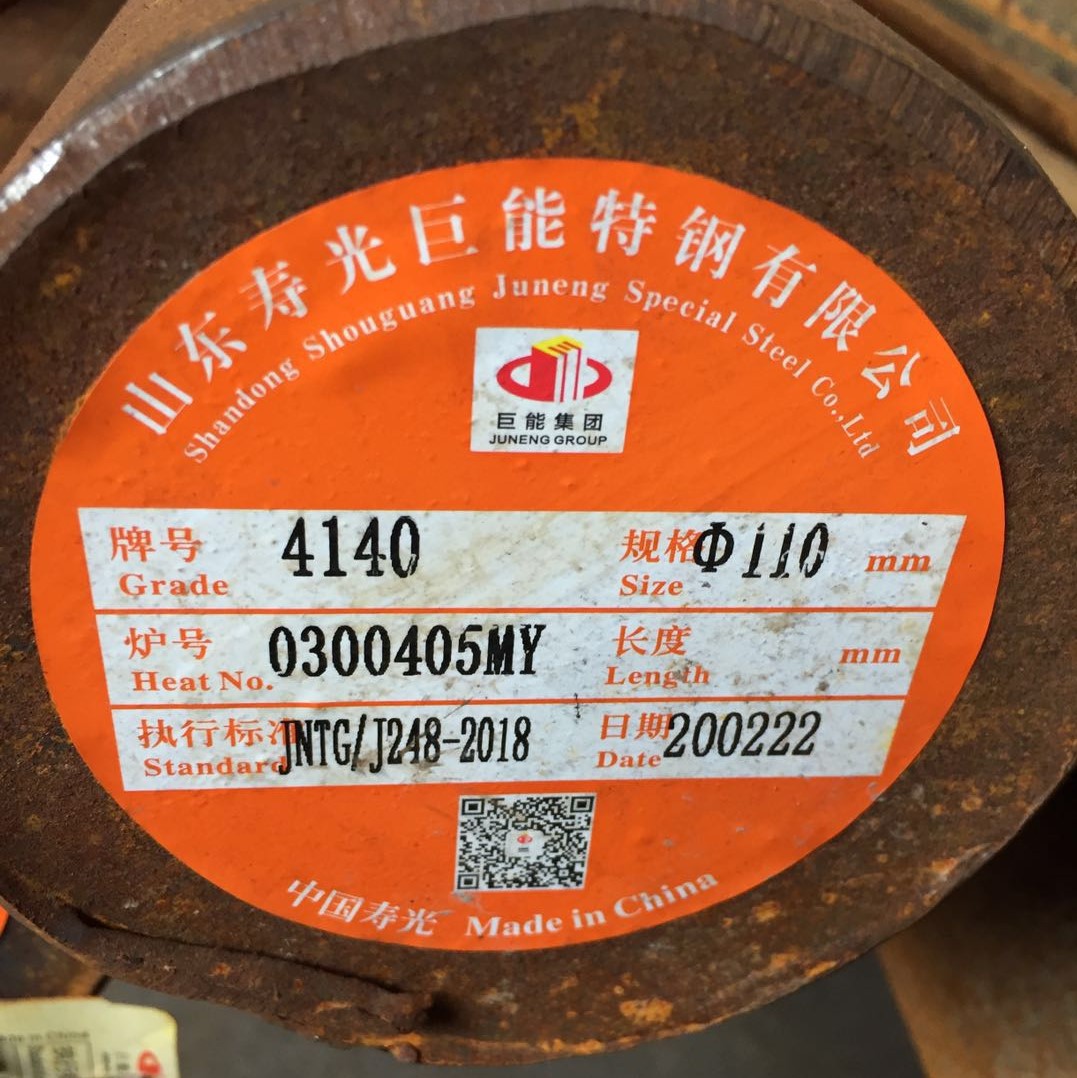 山东寿光巨能特钢有限公司
Shandong Shouguang Juneng Special Steel Co.,Ltd
巨能集团
JUNENG GROUP
牌号 4140 规格 Φ110 mm
Grade Size
炉号 0300405MY 长度 mm
Heat No. Length
执行标准 JNTG/J248-2018 日期 200222
Standard Date
中国寿光 Made in China